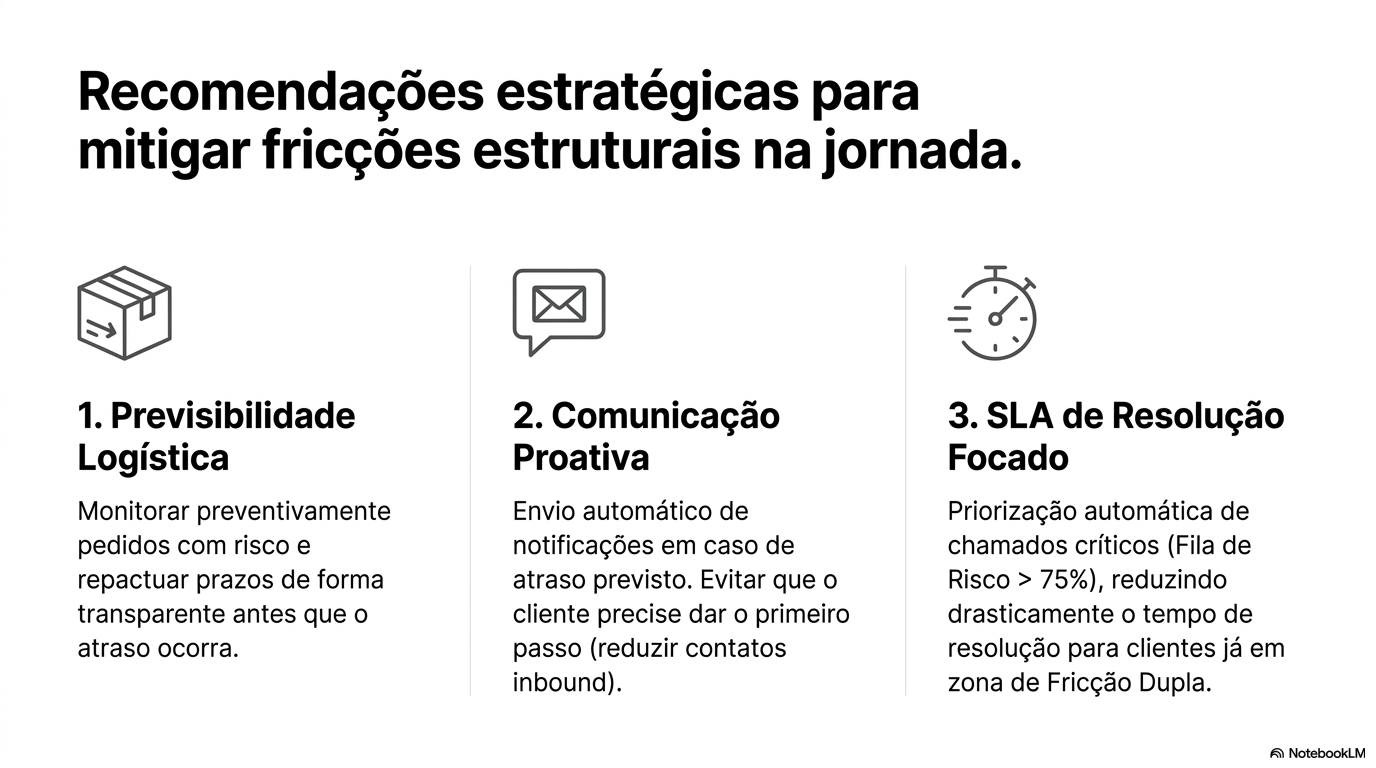 Recomendações estratégicas para
mitigar fricções estruturais na jornada.
1. Previsibilidade
Logística
Monitorar preventivamente
pedidos com risco e
repactuar prazos de forma
transparente antes que o
atraso ocorra.
2. Comunicação
Proativa
Envio automático de
notificações em caso de
atraso previsto. Evitar que o
cliente precise dar o primeiro
passo (reduzir contatos
inbound).
3. SLA de Resolução
Focado
Priorização automática de
chamados críticos (Fila de
Risco > 75%), reduzindo
drasticamente o tempo de
resolução para clientes já em
zona de Fricção Dupla.
NotebookLM